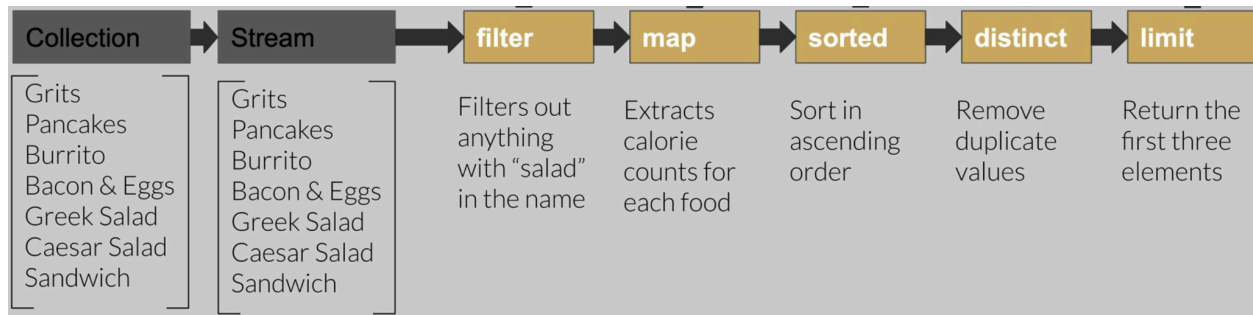 Collection
Stream
filter
map
sorted
distinct
limit
Grits
Pancakes
Burrito
Bacon & Eggs
Greek Salad
Caesar Salad
Sandwich
Grits
Pancakes
Burrito
Bacon & Eggs
Greek Salad
Caesar Salad
Sandwich
Filters out
anything
with “salad”
in the name
Extracts
calorie
counts for
each food
Sort in
ascending
order
Remove
duplicate
values
Return the
first three
elements